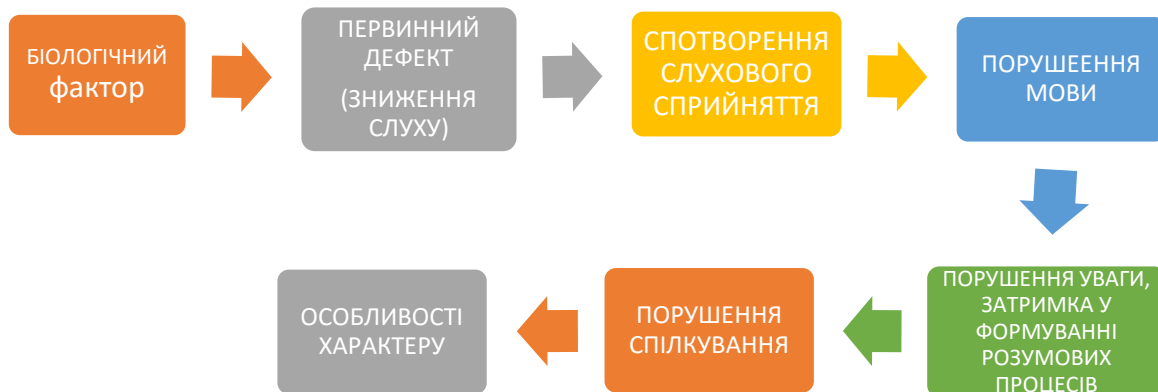 БІОЛОГІЧНИЙ
фактор
ПЕРВИННИЙ
ДЕФЕКТ
(ЗНИЖЕННЯ
СЛУХУ)
СПОТВОРЕННЯ
СЛУХОВОГО
СПРИЙНЯТТЯ
ПОРУШЕЕННЯ
МОВИ
ПОРУШЕННЯ УВАГИ,
ЗАТРИМКА У
ФОРМУВАННІ
РОЗУМОВИХ
ПРОЦЕСІВ
ПОРУШЕННЯ
СПІЛКУВАННЯ
ОСОБЛИВОСТІ
ХАРАКТЕРУ